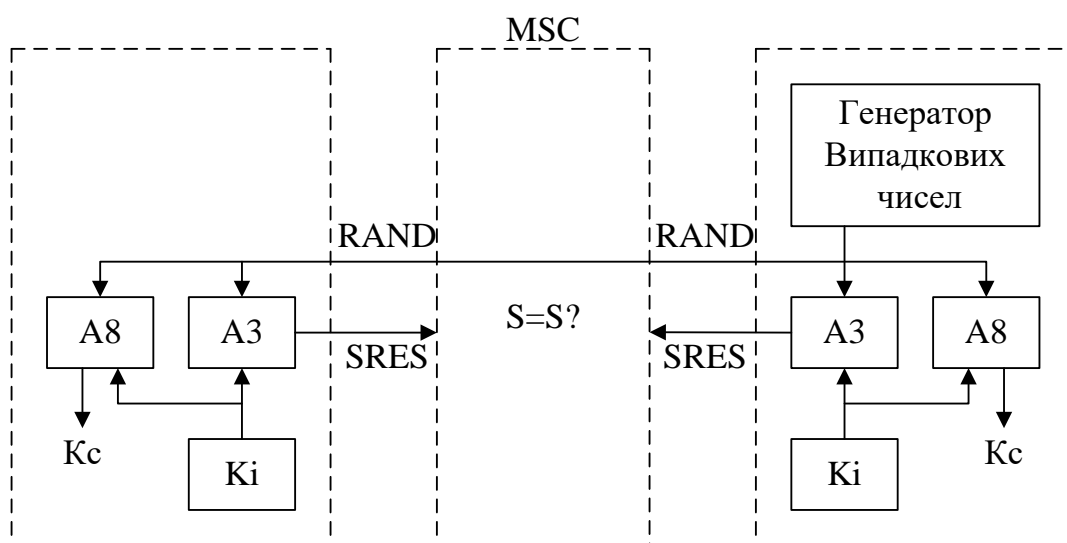 MSC
Генератор
Випадкових
чисел
RAND
RAND
A8
A3
S=S?
A3
A8
SRES
SRES
Kc
Ki
Ki
Kc